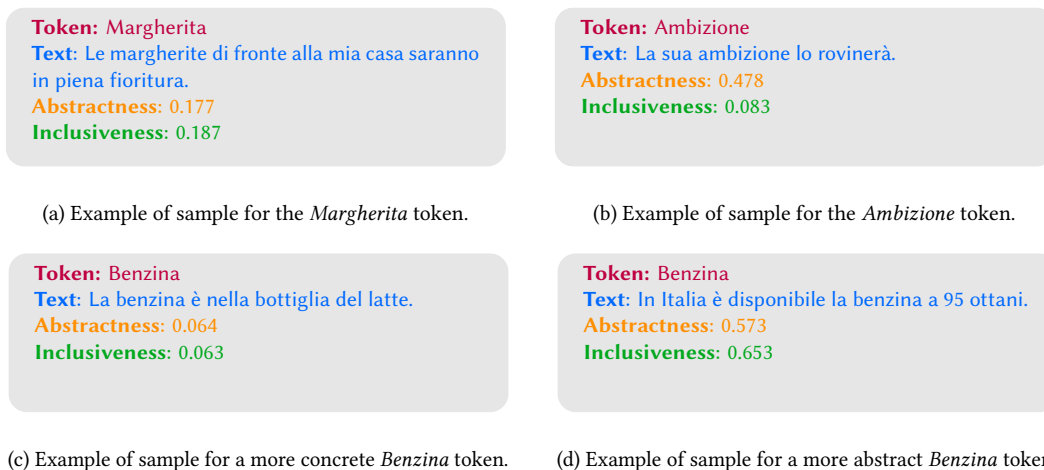 Token: Margherita
Text: Le margherite di fronte alla mia casa saranno
in piena fioritura.
Abstractness: 0.177
Inclusiveness: 0.187
(a) Example of sample for the Margherita token.
Token: Ambizione
Text: La sua ambizione lo rovinerà.
Abstractness: 0.478
Inclusiveness: 0.083
(b) Example of sample for the Ambizione token.
Token: Benzina
Text: La benzina è nella bottiglia del latte.
Abstractness: 0.064
Inclusiveness: 0.063
(c) Example of sample for a more concrete Benzina token.
Token: Benzina
Text: In Italia è disponibile la benzina a 95 ottani.
Abstractness: 0.573
Inclusiveness: 0.653
(d) Example of sample for a more abstract Benzina token